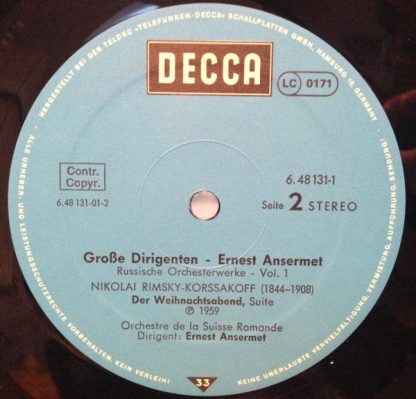 HERGESTELLT BEI DER TELDEC »TELEFUNKEN-DECCA« SCHALLPLATTEN GMBH, HAMBURG 19, GERMANY
DECCA
LC 0171
Contr.
Copyr.
6.48 131-01-2
6.48 131-1
Seite 2 STEREO
Große Dirigenten - Ernest Ansermet
Russische Orchesterwerke - Vol. 1
NIKOLAI RIMSKY-KORSSAKOFF (1844-1908)
Der Weihnachtsabend, Suite
℗ 1959
Orchestre de la Suisse Romande
Dirigent: Ernest Ansermet
33
ALLE URHEBER- UND LEISTUNGSSCHUTZRECHTE VORBEHALTEN KEIN VERLEIH!
KEINE UNERLAUBTE VERVIELFÄLTIGUNG, VERMIETUNG, AUFFÜHRUNG, SENDUNG!